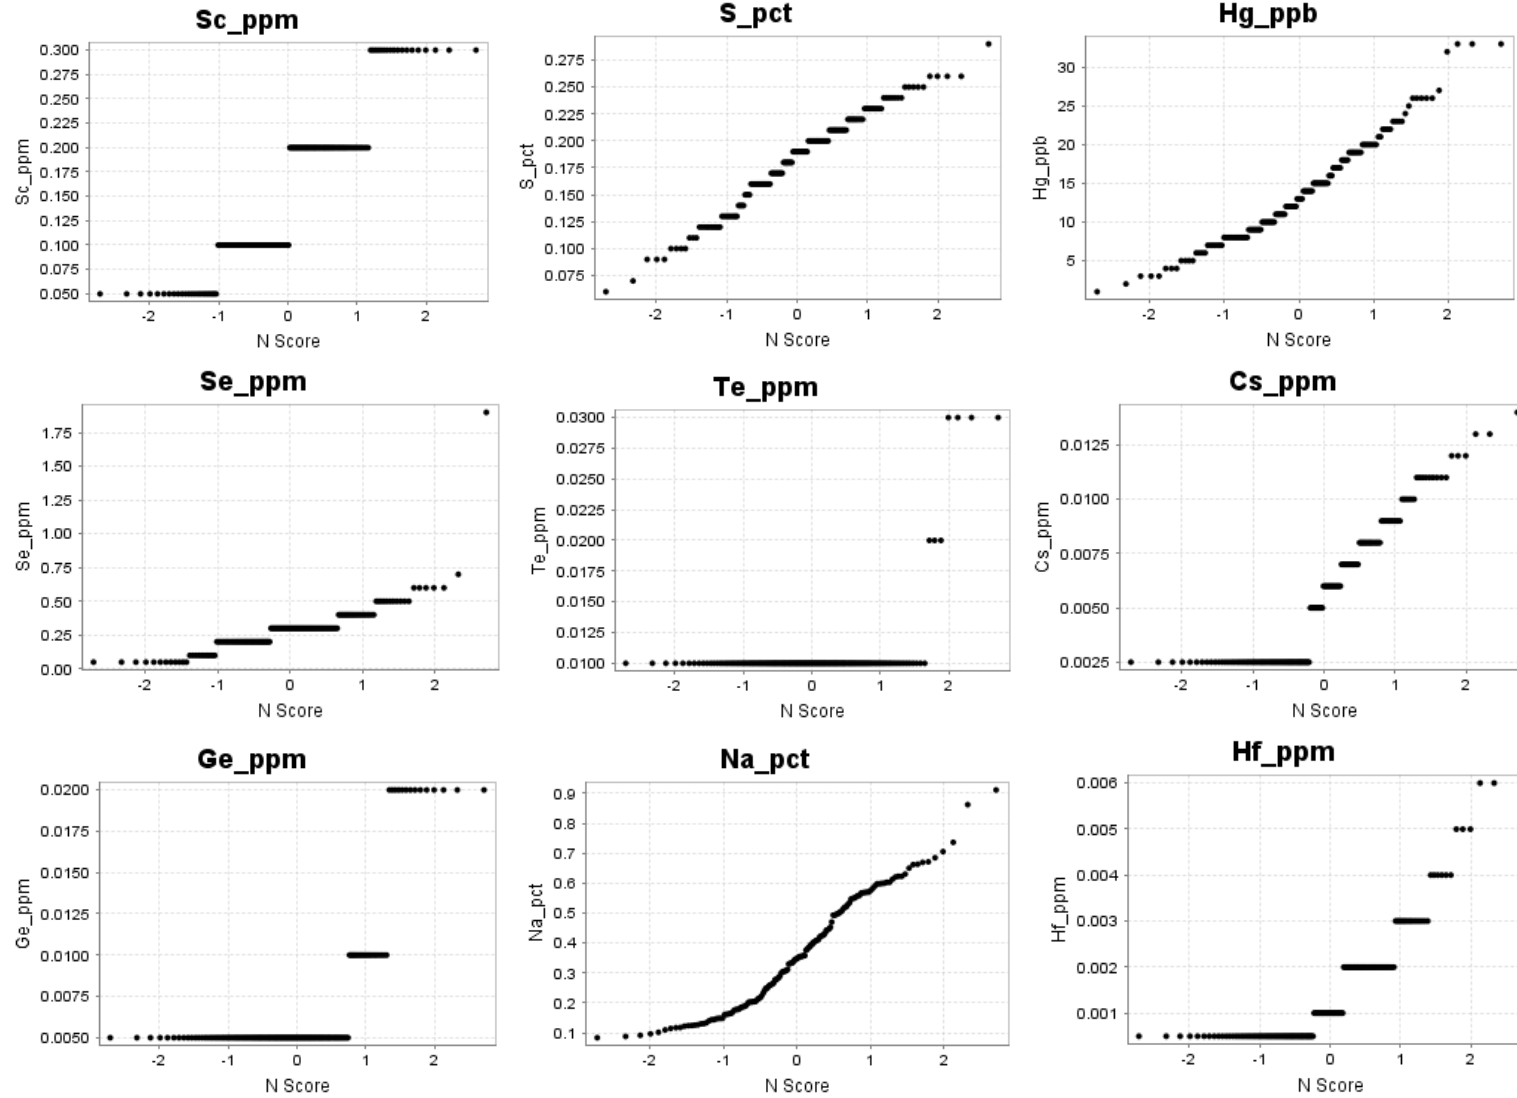 Sc_ppm
0.300
0.275
0.250
0.225
0.200
0.175
0.150
0.125
0.100
0.075
0.050
Sc_ppm
-2 -1 0 1 2
N Score
S_pct
0.275
0.250
0.225
0.200
0.175
0.150
0.125
0.100
0.075
S_pct
-2 -1 0 1 2
N Score
Hg_ppb
30
25
20
15
10
5
Hg_ppb
-2 -1 0 1 2
N Score
Se_ppm
1.75
1.50
1.25
1.00
0.75
0.50
0.25
0.00
Se_ppm
-2 -1 0 1 2
N Score
Te_ppm
0.0300
0.0275
0.0250
0.0225
0.0200
0.0175
0.0150
0.0125
0.0100
Te_ppm
-2 -1 0 1 2
N Score
Cs_ppm
0.0125
0.0100
0.0075
0.0050
0.0025
Cs_ppm
-2 -1 0 1 2
N Score
Ge_ppm
0.0200
0.0175
0.0150
0.0125
0.0100
0.0075
0.0050
Ge_ppm
-2 -1 0 1 2
N Score
Na_pct
0.9
0.8
0.7
0.6
0.5
0.4
0.3
0.2
0.1
Na_pct
-2 -1 0 1 2
N Score
Hf_ppm
0.006
0.005
0.004
0.003
0.002
0.001
Hf_ppm
-2 -1 0 1 2
N Score